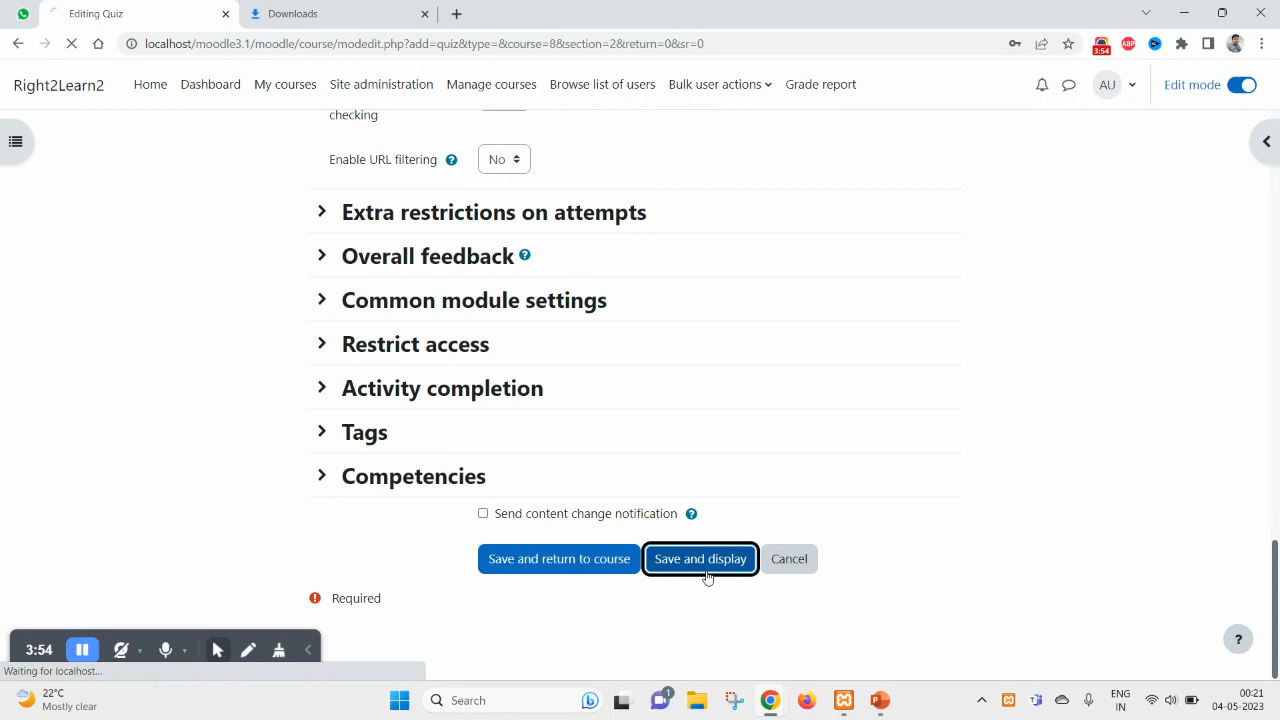 Editing Quiz
Downloads
localhost/moodle3.1/moodle/course/modedit.php?add=quiz&type=&course=8&section=2&return=0&sr=0
3:54
ABP
Right2Learn2
Home
Dashboard
My courses
Site administration
Manage courses
Browse list of users
Bulk user actions
Grade report
AU
Edit mode
checking
Enable URL filtering
No
Extra restrictions on attempts
Overall feedback
Common module settings
Restrict access
Activity completion
Tags
Competencies
Send content change notification
Save and return to course
Save and display
Cancel
Required
3:54
Waiting for localhost...
22°C
Mostly clear
Search
1
ENG
IN
00:21
04-05-2023